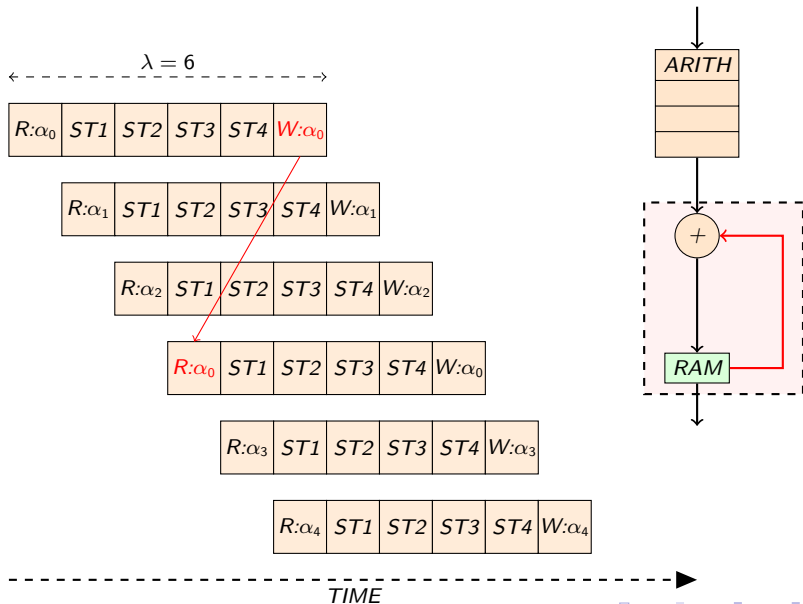 λ = 6
R:α₀ ST1 ST2 ST3 ST4 W:α₀
R:α₁ ST1 ST2 ST3 ST4 W:α₁
R:α₂ ST1 ST2 ST3 ST4 W:α₂
R:α₀ ST1 ST2 ST3 ST4 W:α₀
R:α₃ ST1 ST2 ST3 ST4 W:α₃
R:α₄ ST1 ST2 ST3 ST4 W:α₄
TIME
ARITH
+
RAM